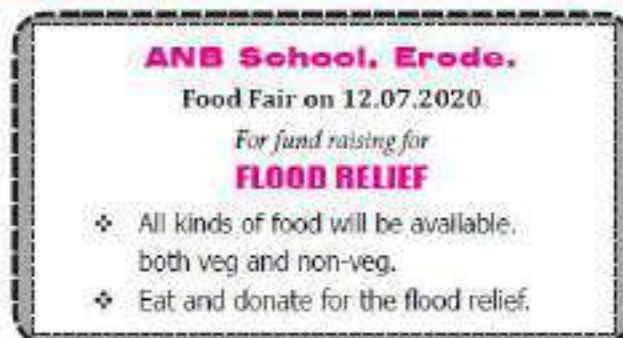 ANB School. Erode.
Food Fair on 12.07.2020
For fund raising for
FLOOD RELIEF
❖ All kinds of food will be available.
both veg and non-veg.
❖ Eat and donate for the flood relief.